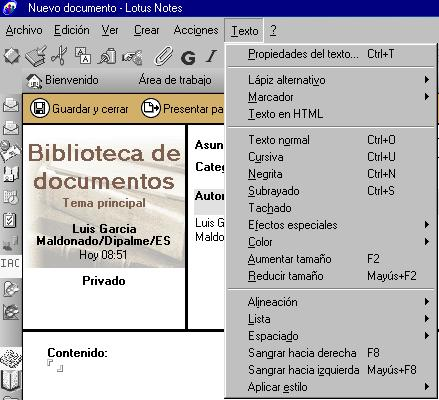 Nuevo documento - Lotus Notes
Archivo Edición Ver Crear Acciones Texto ?
G I
Bienvenido Área de trabajo
Guardar y cerrar Presentar pa
Biblioteca de
documentos
Tema principal
Luis Garcia
Maldonado/Dipalme/ES
Hoy 08:51
Privado
IAC
Asun
Categ
Autor
Luis G
Maldo
Contenido:
Propiedades del texto... Ctrl+T
Lápiz alternativo
Marcador
Texto en HTML
Texto normal Ctrl+O
Cursiva Ctrl+U
Negrita Ctrl+N
Subrayado Ctrl+S
Tachado
Efectos especiales
Color
Aumentar tamaño F2
Reducir tamaño Mayús+F2
Alineación
Lista
Espaciado
Sangrar hacia derecha F8
Sangrar hacia izquierda Mayús+F8
Aplicar estilo